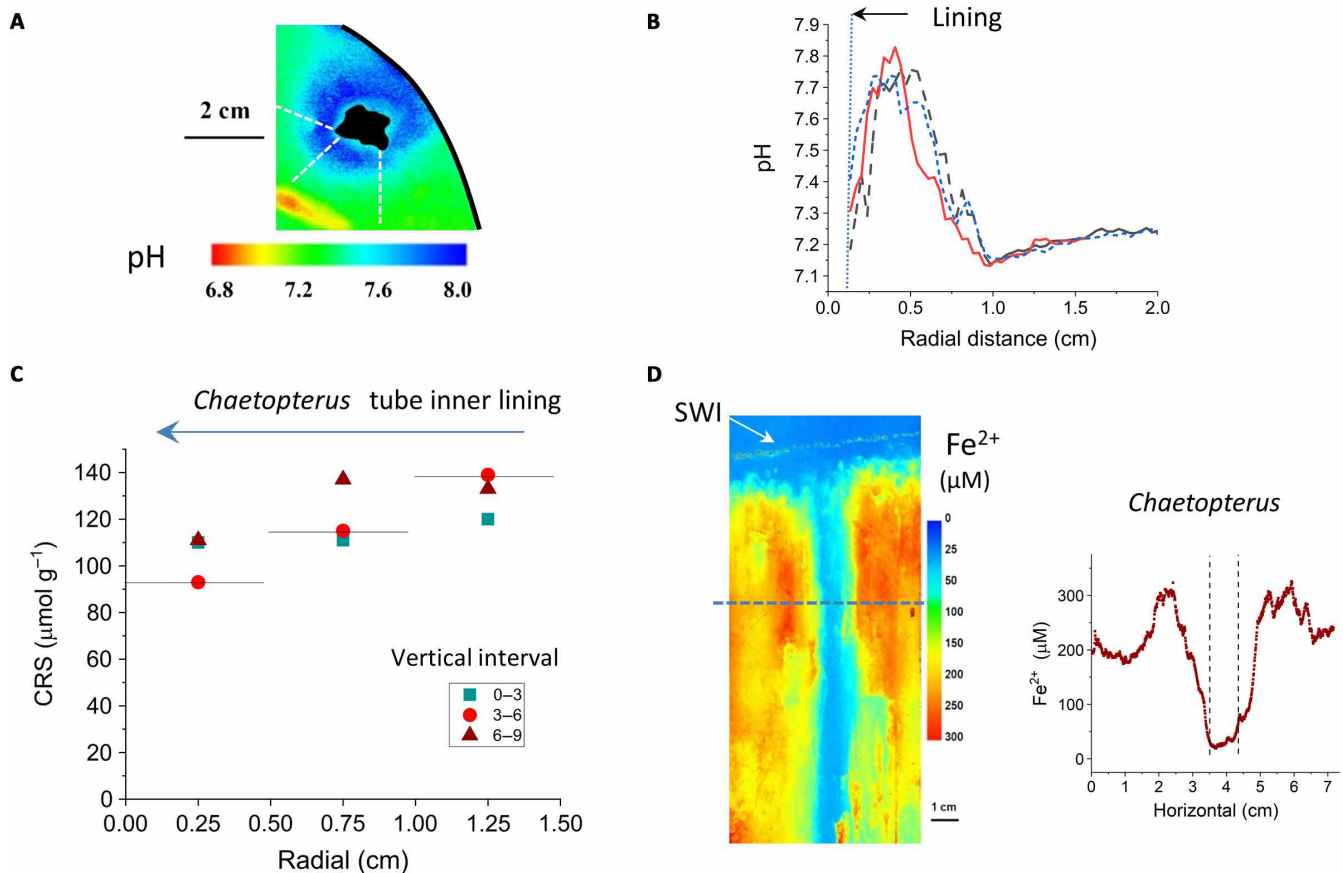 A
2 cm
pH
6.8 7.2 7.6 8.0
B
Lining
7.9
7.8
7.7
7.6
7.5
7.4
7.3
7.2
7.1
pH
0.0 0.5 1.0 1.5 2.0
Radial distance (cm)
C
Chaetopterus tube inner lining
140
120
100
80
60
40
20
0
CRS (μmol g⁻¹)
Vertical interval
0–3
3–6
6–9
0.00 0.25 0.50 0.75 1.00 1.25 1.50
Radial (cm)
D
SWI
Fe²⁺
(μM)
0
25
50
75
100
150
200
250
300
1 cm
Chaetopterus
300
200
100
0
Fe²⁺ (μM)
0 1 2 3 4 5 6 7
Horizontal (cm)